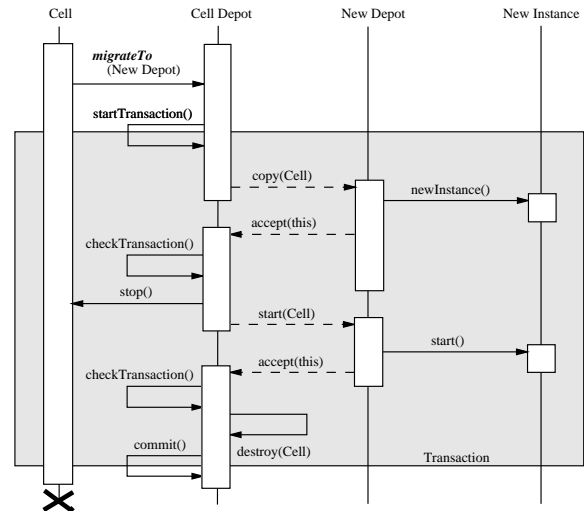 Cell
Cell Depot
New Depot
New Instance
migrateTo
(New Depot)
startTransaction()
copy(Cell)
newInstance()
accept(this)
checkTransaction()
stop()
start(Cell)
start()
accept(this)
checkTransaction()
commit()
destroy(Cell)
Transaction